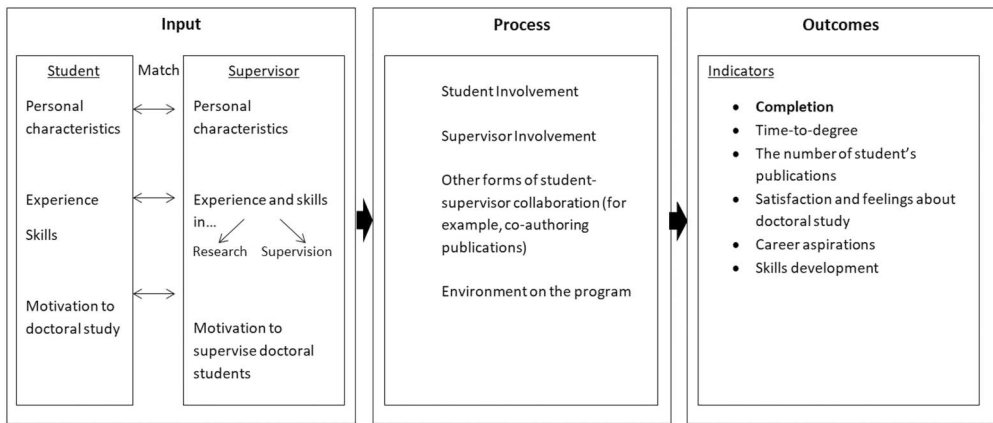 Input
Student
Match
Supervisor
Personal
characteristics
Personal
characteristics
Experience
Skills
Experience and skills
in...
Research
Supervision
Motivation to
doctoral study
Motivation to
supervise doctoral
students
Process
Student Involvement
Supervisor Involvement
Other forms of student-
supervisor collaboration (for
example, co-authoring
publications)
Environment on the program
Outcomes
Indicators
• Completion
• Time-to-degree
• The number of student’s
publications
• Satisfaction and feelings about
doctoral study
• Career aspirations
• Skills development